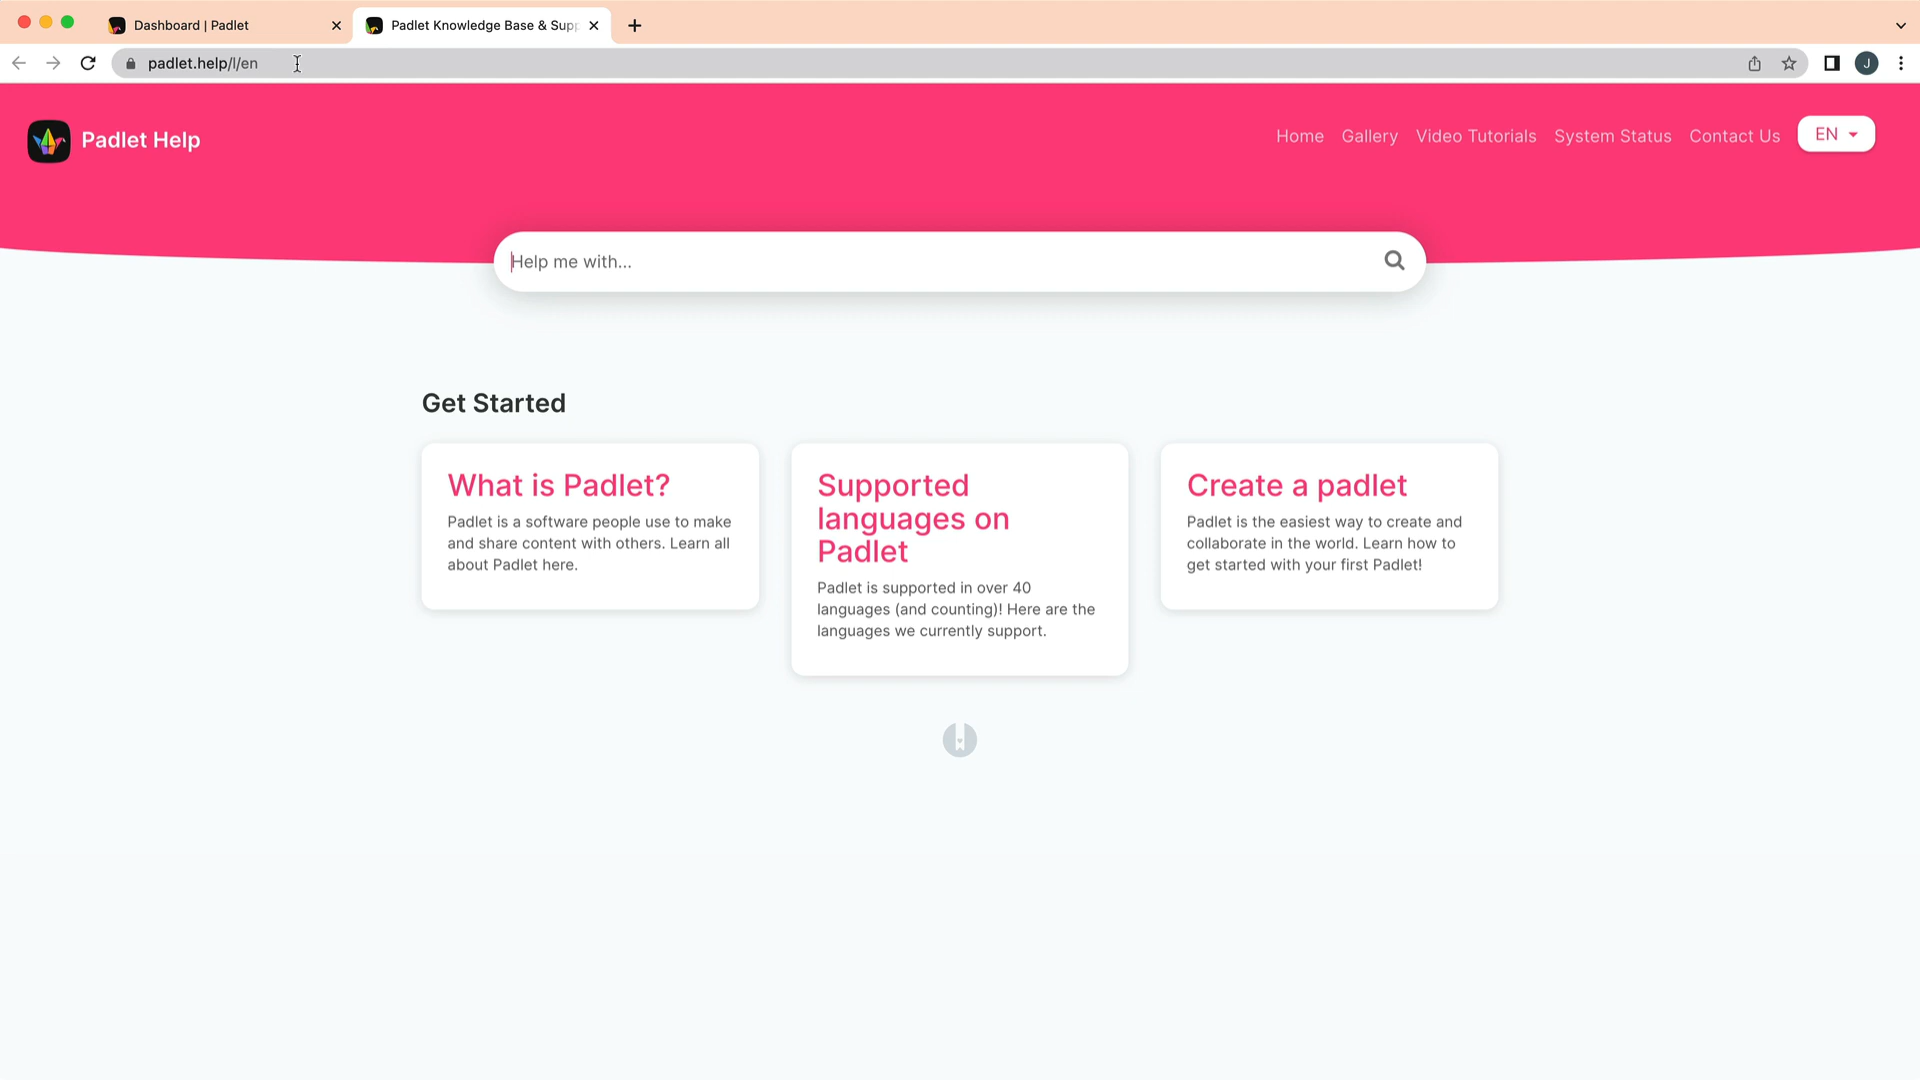 Dashboard | Padlet
Padlet Knowledge Base & Supp
padlet.help/l/en
J
Padlet Help
Home Gallery Video Tutorials System Status Contact Us EN
Help me with...
Get Started
What is Padlet?
Padlet is a software people use to make
and share content with others. Learn all
about Padlet here.
Supported
languages on
Padlet
Padlet is supported in over 40
languages (and counting)! Here are the
languages we currently support.
Create a padlet
Padlet is the easiest way to create and
collaborate in the world. Learn how to
get started with your first Padlet!